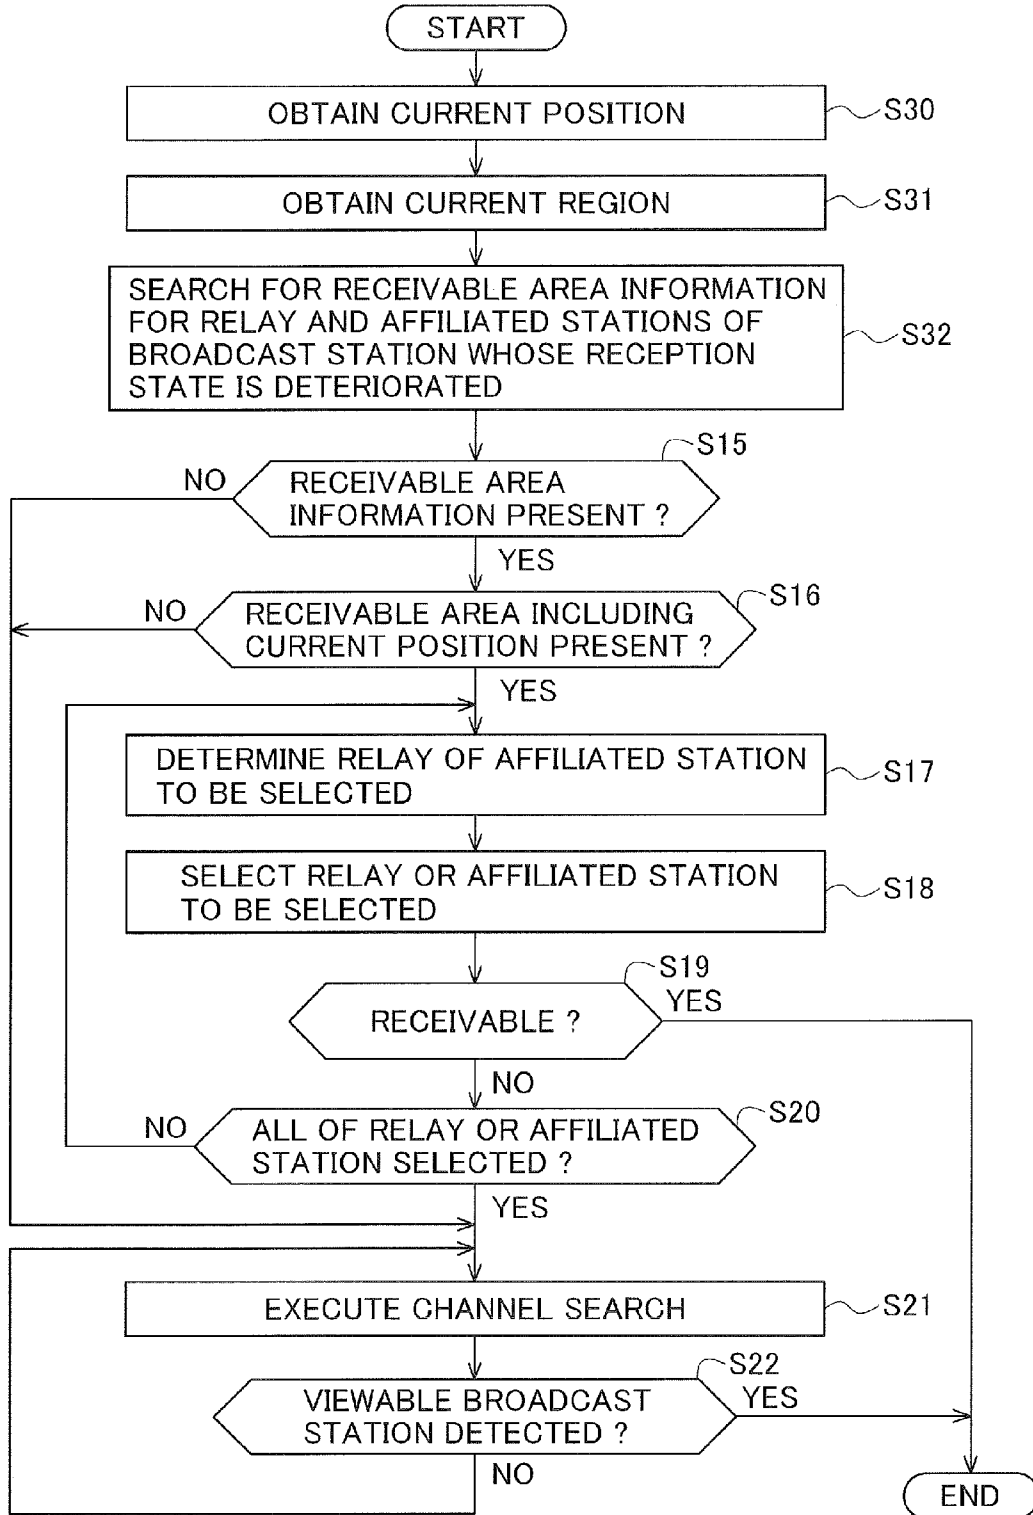 START
OBTAIN CURRENT POSITION
S30
OBTAIN CURRENT REGION
S31
SEARCH FOR RECEIVABLE AREA INFORMATION
FOR RELAY AND AFFILIATED STATIONS OF
BROADCAST STATION WHOSE RECEPTION
STATE IS DETERIORATED
S32
S15
NO
RECEIVABLE AREA
INFORMATION PRESENT ?
YES
S16
NO
RECEIVABLE AREA INCLUDING
CURRENT POSITION PRESENT ?
YES
DETERMINE RELAY OF AFFILIATED STATION
TO BE SELECTED
S17
SELECT RELAY OR AFFILIATED STATION
TO BE SELECTED
S18
S19
YES
RECEIVABLE ?
NO
S20
NO
ALL OF RELAY OR AFFILIATED
STATION SELECTED ?
YES
EXECUTE CHANNEL SEARCH
S21
S22
YES
VIEWABLE BROADCAST
STATION DETECTED ?
NO
END